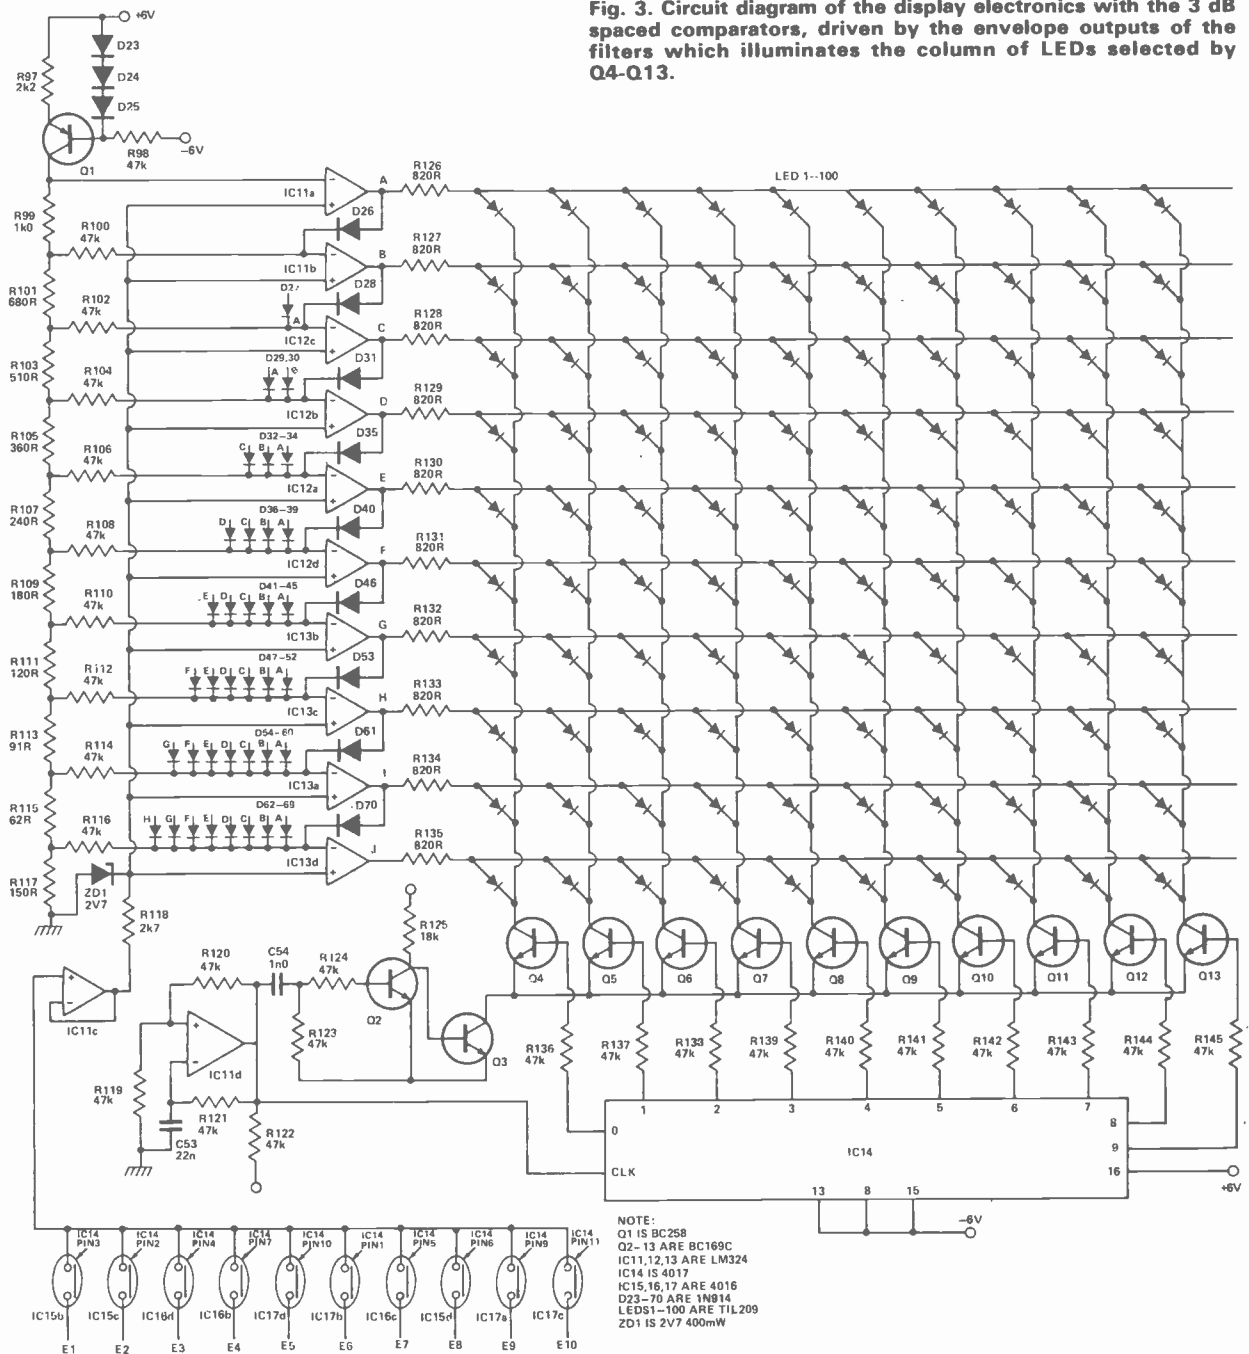 Fig. 3. Circuit diagram of the display electronics with the 3 dB
spaced comparators, driven by the envelope outputs of the
filters which illuminates the column of LEDs selected by
Q4-Q13.
+6V
D23
D24
D25
R97
2k2
R98
47k
-6V
Q1
R126
820R
LED 1--100
IC11a
A
D26
R99
1k0
R100
47k
R127
820R
IC11b
B
D28
R101
680R
R102
47k
A
R128
820R
IC12c
C
D31
D29,30
A B
R103
510R
R104
47k
R129
820R
IC12b
D
D35
D32-34
C B A
R105
360R
R106
47k
R130
820R
IC12a
E
D40
D36-39
D C B A
R107
240R
R108
47k
R131
820R
IC12d
F
D46
D41-45
E D C B A
R109
180R
R110
47k
R132
820R
IC13b
G
D53
D47-52
F E D C B A
R111
120R
R112
47k
R133
820R
IC13c
H
D61
D54-60
G F E D C B A
R113
91R
R114
47k
R134
820R
IC13a
I
D70
D62-69
H G F E D C B A
R115
62R
R116
47k
R135
820R
IC13d
J
R117
150R
ZD1
2V7
R118
2k7
R125
18k
R120
47k
C54
1n0
R124
47k
Q2
Q3
IC11c
IC11d
R123
47k
R119
47k
R121
47k
C53
22n
R122
47k
Q4 Q5 Q6 Q7 Q8 Q9 Q10 Q11 Q12 Q13
R136
47k
R137
47k
R138
47k
R139
47k
R140
47k
R141
47k
R142
47k
R143
47k
R144
47k
R145
47k
1 2 3 4 5 6 7
0
8
9
IC14
CLK
16
+6V
13 8 15
-6V
IC14
PIN3
IC14
PIN2
IC14
PIN4
IC14
PIN7
IC14
PIN10
IC14
PIN1
IC14
PIN5
IC14
PIN6
IC14
PIN9
IC14
PIN11
IC15b IC15c IC16d IC16b IC17d IC17b IC16c IC15d IC17a IC17c
E1 E2 E3 E4 E5 E6 E7 E8 E9 E10
NOTE:
Q1 IS BC258
Q2-13 ARE BC169C
IC11,12,13 ARE LM324
IC14 IS 4017
IC15,16,17 ARE 4016
D23-70 ARE 1N914
LEDS1-100 ARE TIL209
ZD1 IS 2V7 400mW